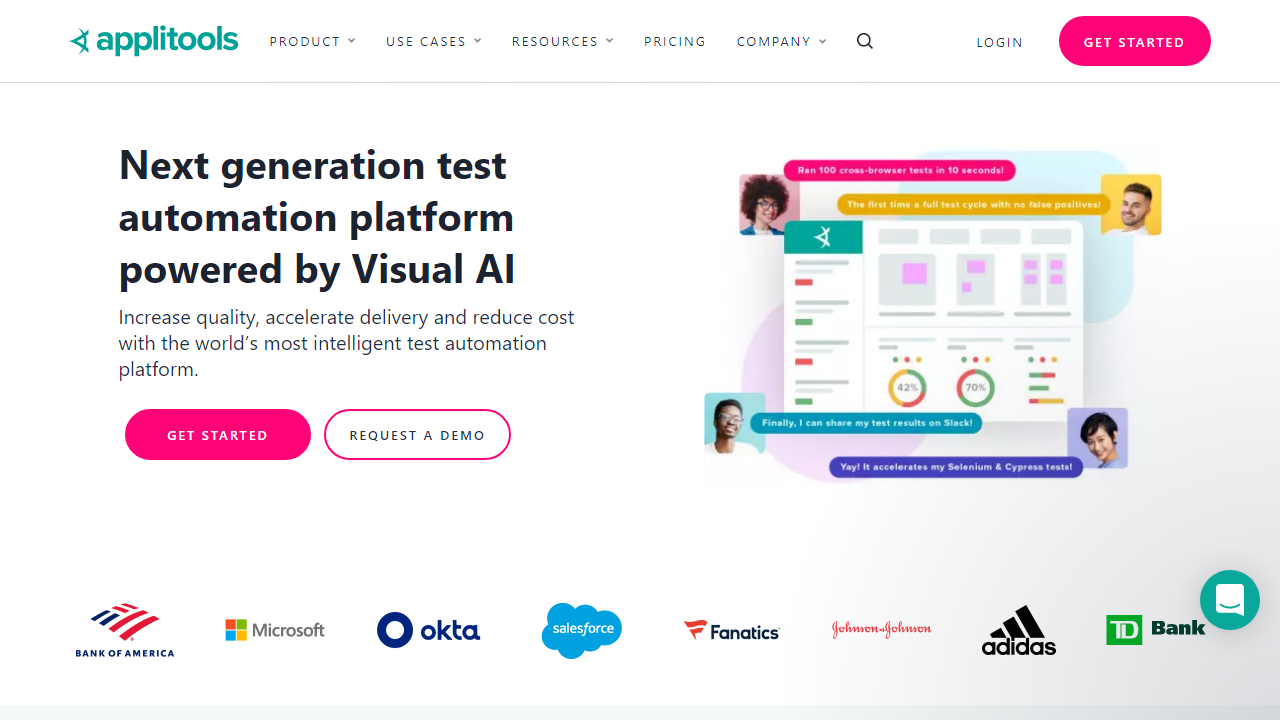 applitools
PRODUCT
USE CASES
RESOURCES
PRICING
COMPANY
LOGIN
GET STARTED
Next generation test
automation platform
powered by Visual AI
Increase quality, accelerate delivery and reduce cost
with the world’s most intelligent test automation
platform.
GET STARTED
REQUEST A DEMO
Ran 100 cross-browser tests in 10 seconds!
The first time a full test cycle with no false positives!
42%
70%
Finally, I can share my test results on Slack!
Yay! It accelerates my Selenium & Cypress tests!
BANK OF AMERICA
Microsoft
okta
salesforce
Fanatics
Johnson & Johnson
adidas
TD Bank